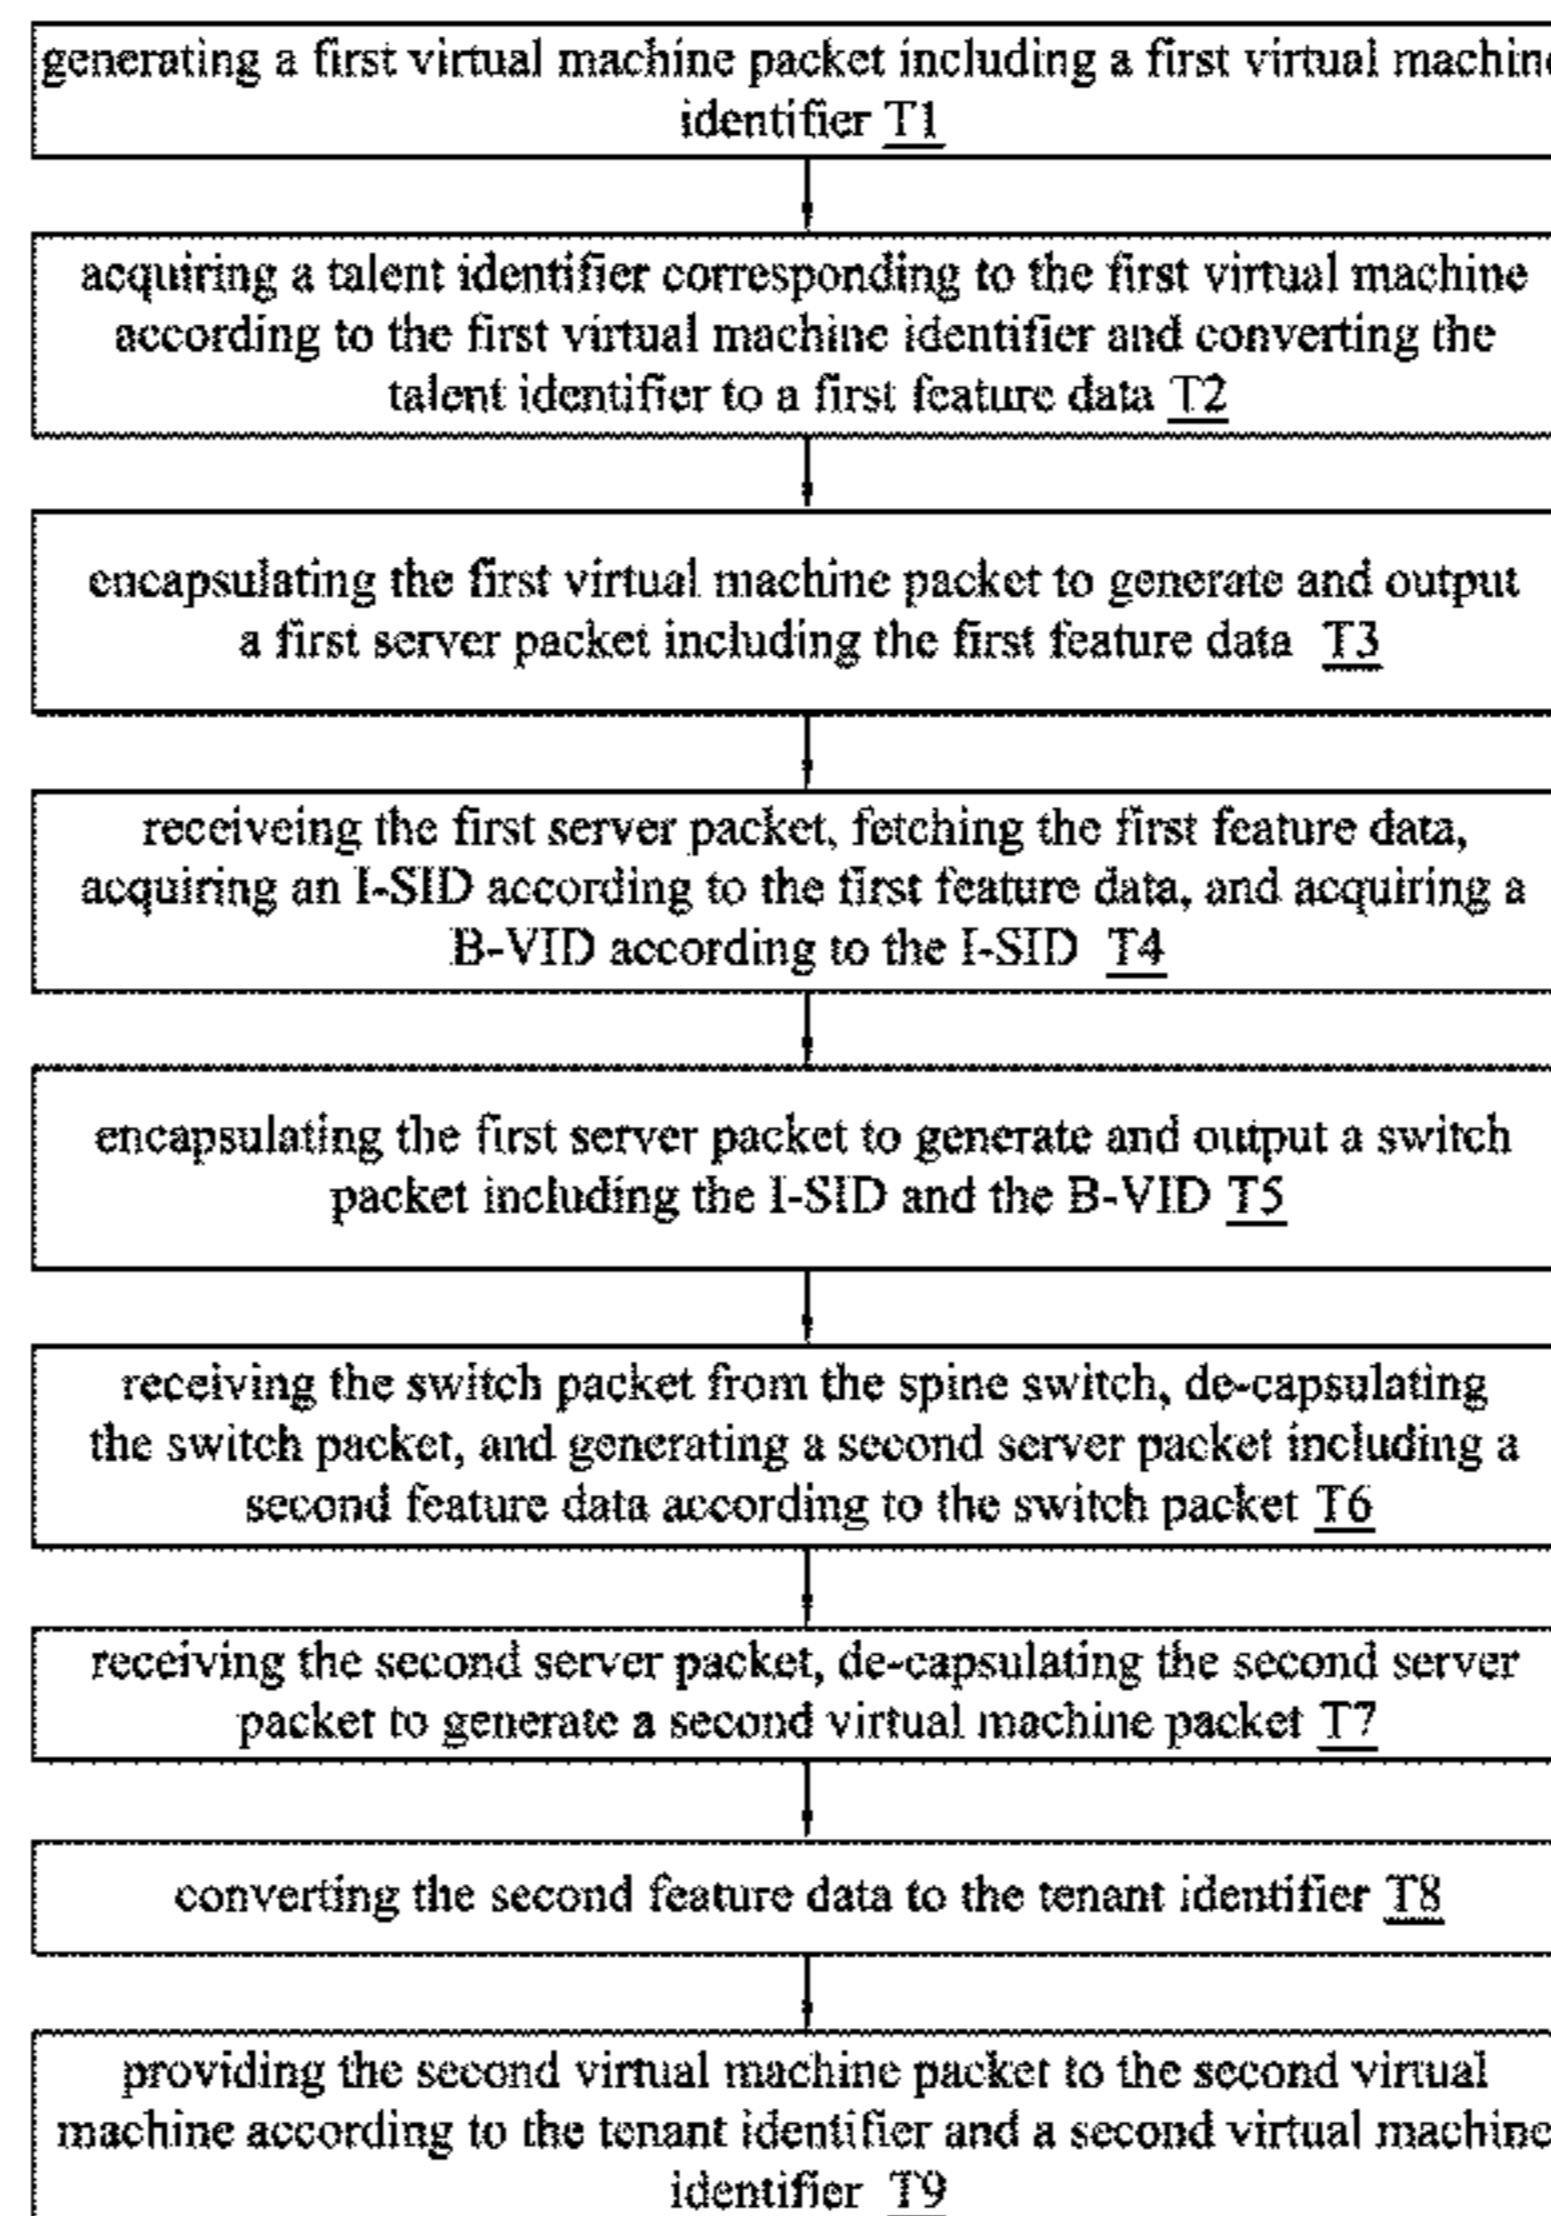 generating a first virtual machine packet including a first virtual machine
identifier T1
acquiring a talent identifier corresponding to the first virtual machine
according to the first virtual machine identifier and converting the
talent identifier to a first feature data T2
encapsulating the first virtual machine packet to generate and output
a first server packet including the first feature data T3
receiveing the first server packet, fetching the first feature data,
acquiring an I-SID according to the first feature data, and acquiring a
B-VID according to the I-SID T4
encapsulating the first server packet to generate and output a switch
packet including the I-SID and the B-VID T5
receiving the switch packet from the spine switch, de-capsulating
the switch packet, and generating a second server packet including a
second feature data according to the switch packet T6
receiving the second server packet, de-capsulating the second server
packet to generate a second virtual machine packet T7
converting the second feature data to the tenant identifier T8
providing the second virtual machine packet to the second virtual
machine according to the tenant identifier and a second virtual machine
identifier T9